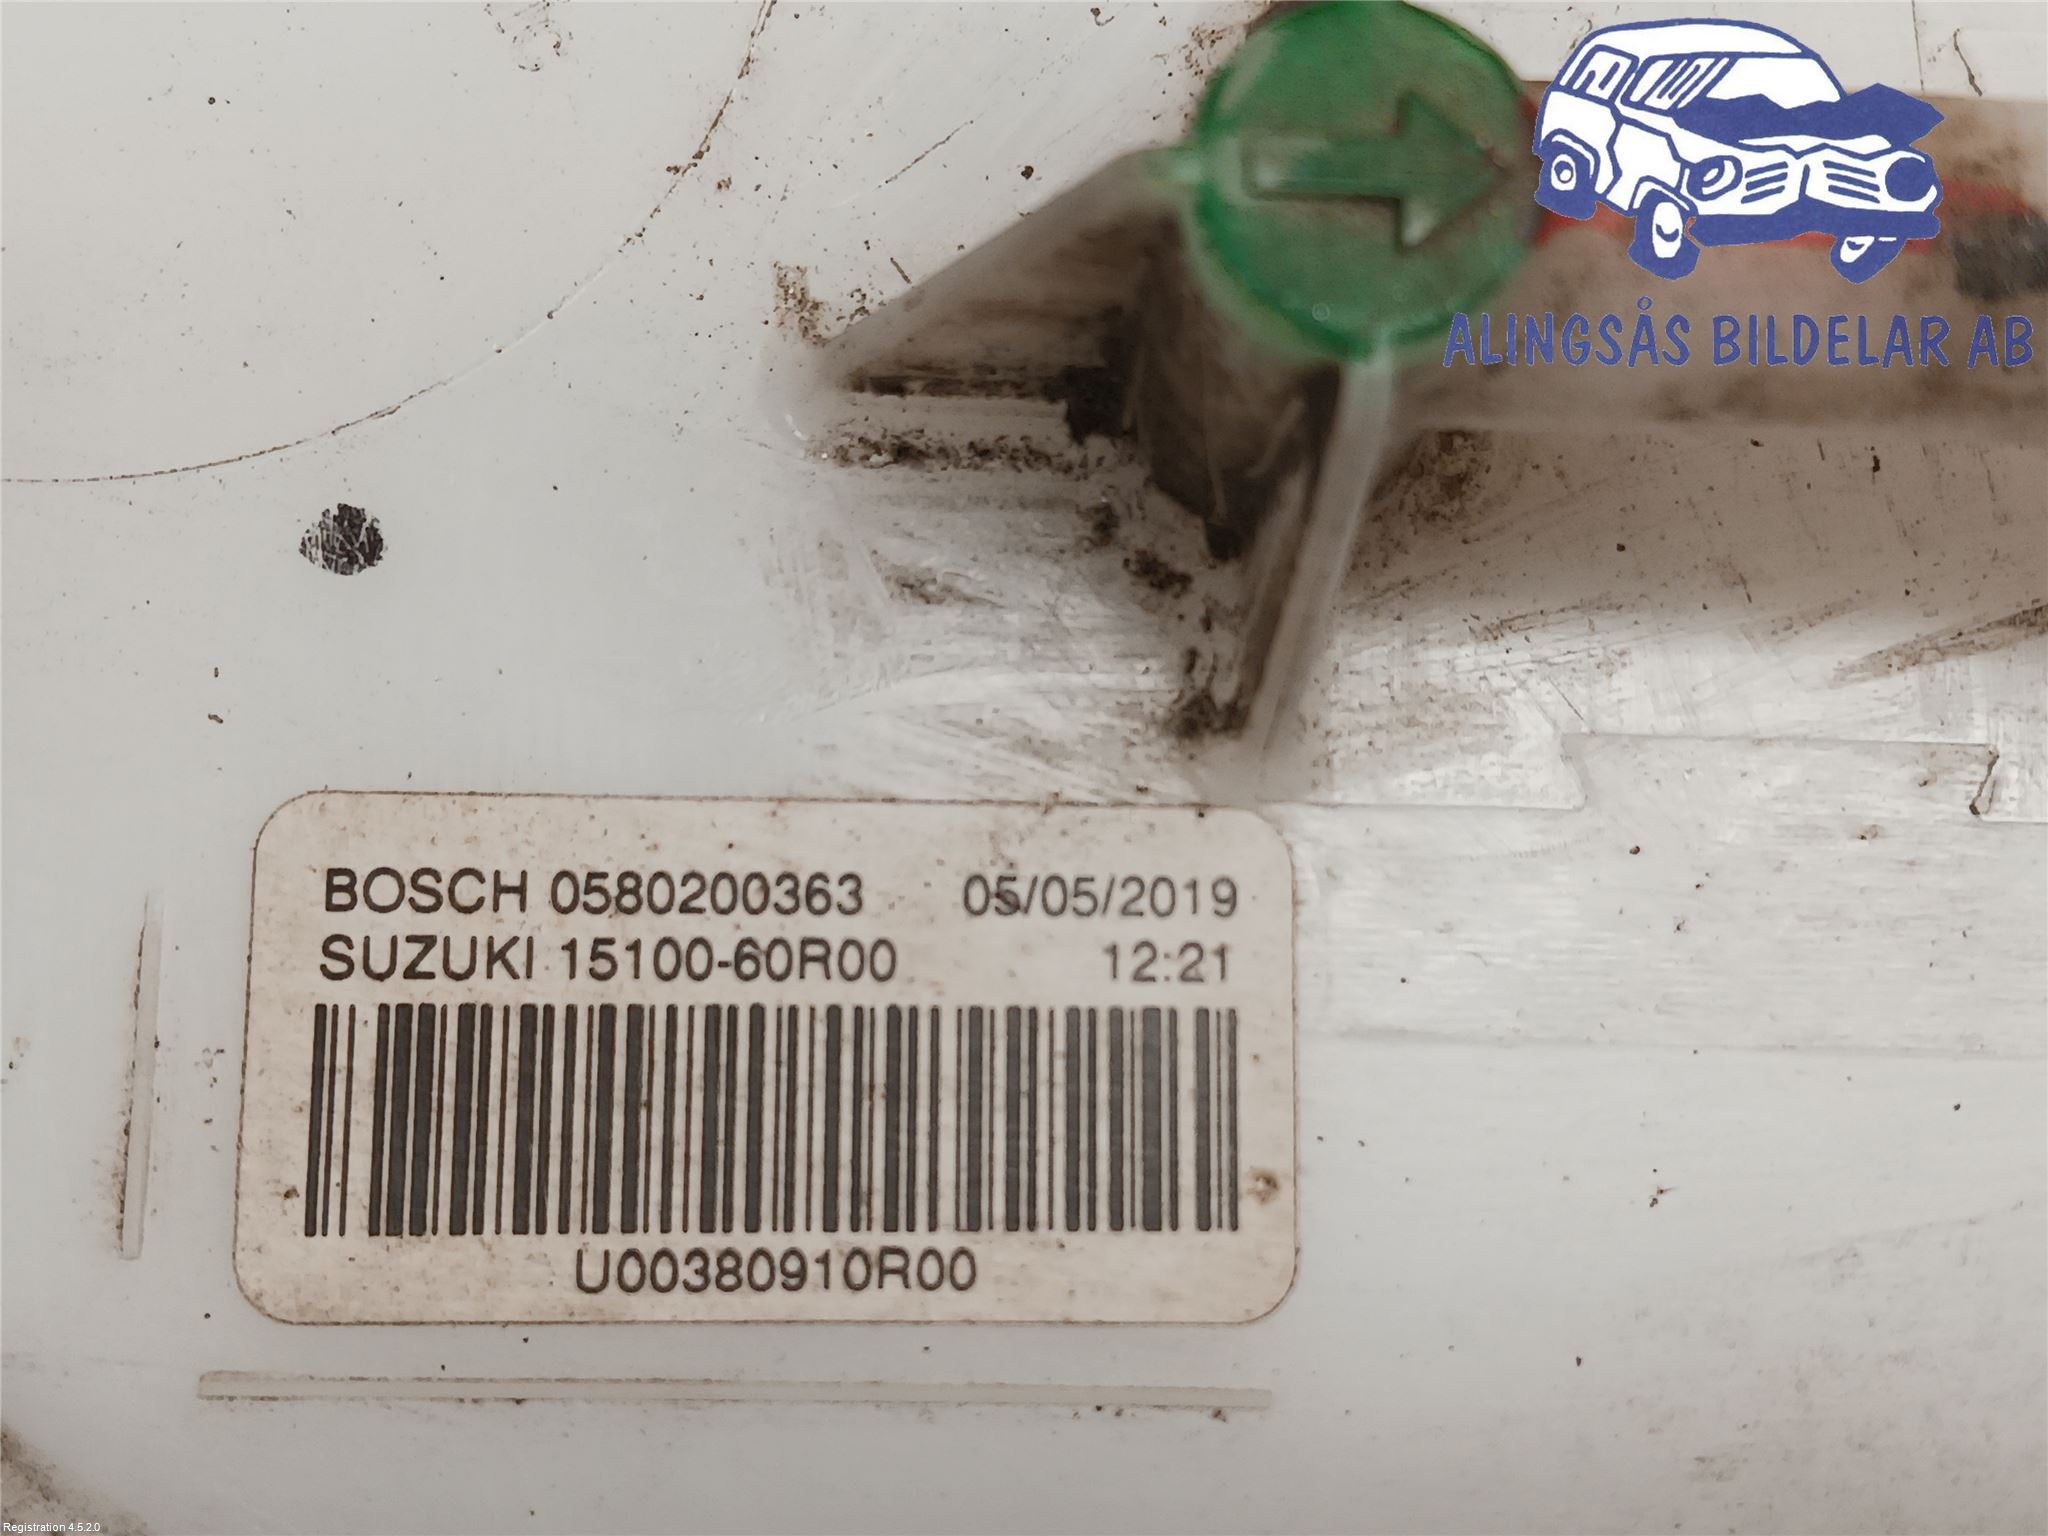 ALINGSÅS BILDELAR AB
BOSCH 0580200363 05/05/2019
SUZUKI 15100-60R00 12:21
U00380910R00
Registration 4.5.2.0